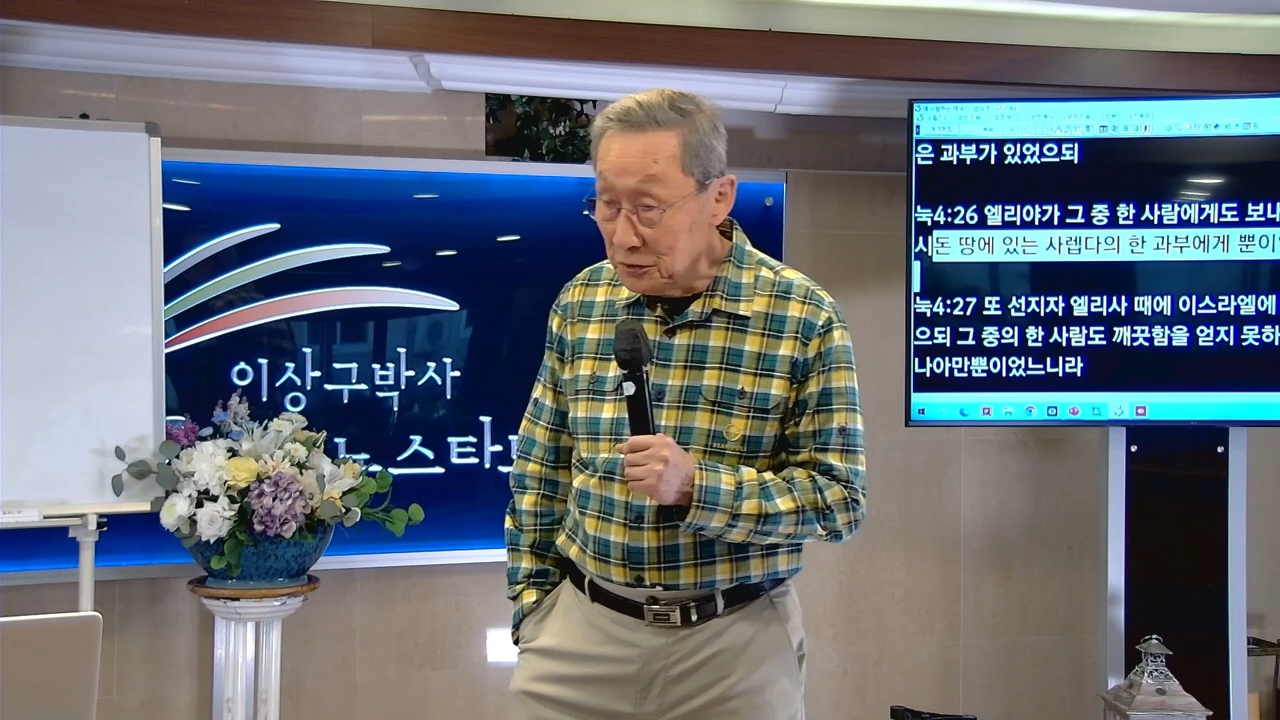 이상구박사
뉴스타트
은 과부가 있었으되
눅4:26 엘리야가 그 중 한 사람에게도 보내
시돈 땅에 있는 사렙다의 한 과부에게 뿐이
눅4:27 또 선지자 엘리사 때에 이스라엘에
으되 그 중의 한 사람도 깨끗함을 얻지 못하
나아만뿐이었느니라